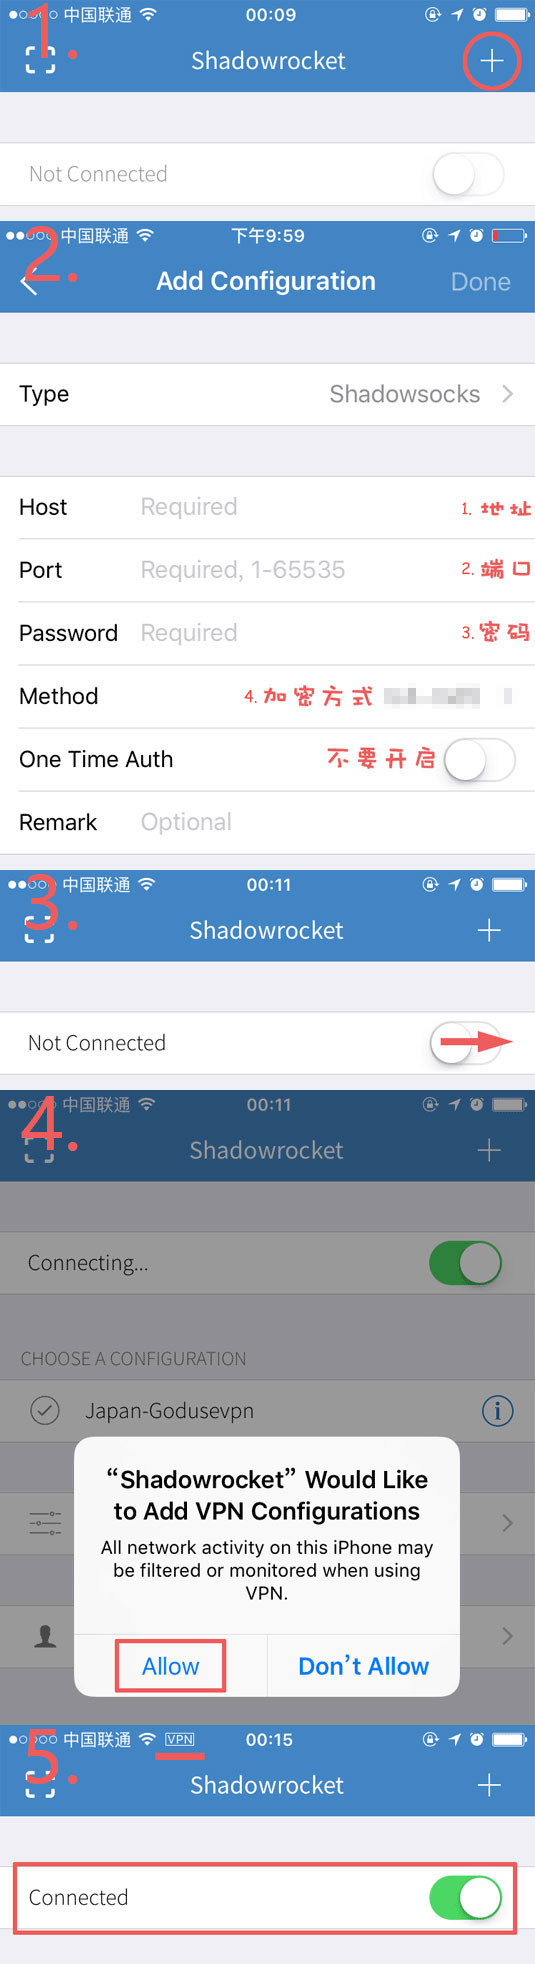 1.
中国联通 00:09
Shadowrocket
Not Connected
2.
中国联通 下午9:59
Add Configuration Done
Type Shadowsocks
Host Required 1. 地址
Port Required, 1-65535 2. 端口
Password Required 3. 密码
Method 4. 加密方式
One Time Auth 不要开启
Remark Optional
3.
中国联通 00:11
Shadowrocket
Not Connected
4.
中国联通 00:11
Shadowrocket
Connecting...
CHOOSE A CONFIGURATION
Japan-Godusevpn
“Shadowrocket” Would Like
to Add VPN Configurations
All network activity on this iPhone may
be filtered or monitored when using
VPN.
Allow Don’t Allow
5.
中国联通 VPN 00:15
Shadowrocket
Connected